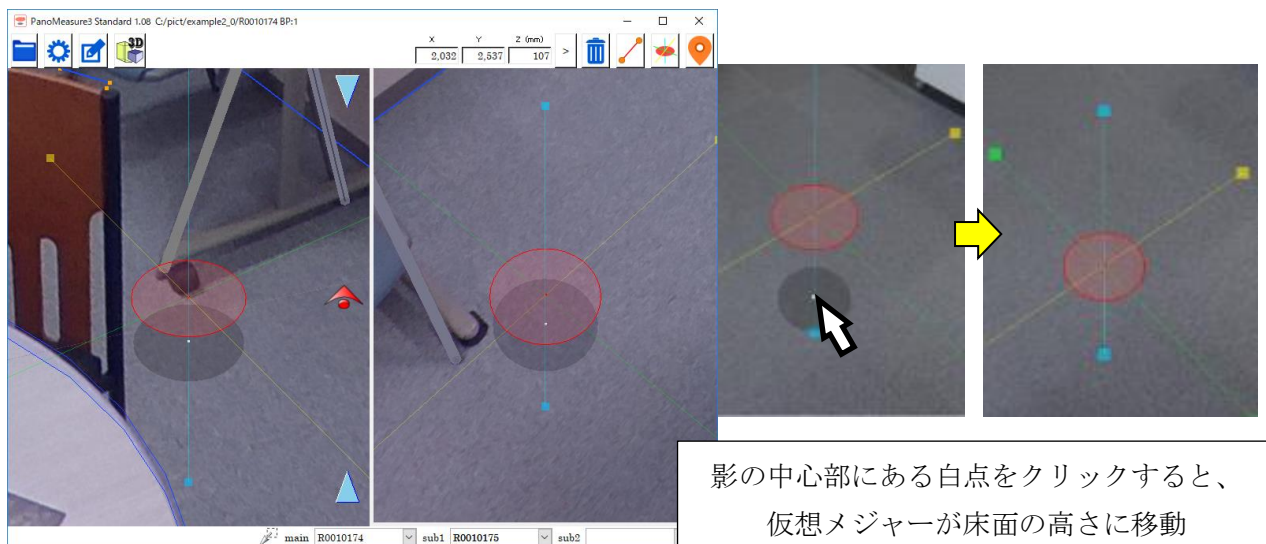 PanoMeasure3 Standard 1.08 C:/pict/example2_0/R0010174 BP:1
3D
X Y Z (mm)
2,032 2,537 107 >
main R0010174 sub1 R0010175 sub2
影の中心部にある白点をクリックすると、
仮想メジャーが床面の高さに移動